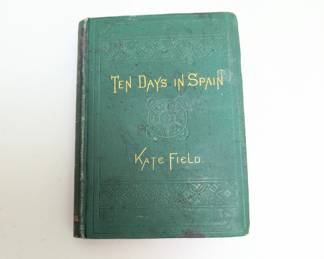 TEN DAYS IN SPAIN
KATE FIELD.